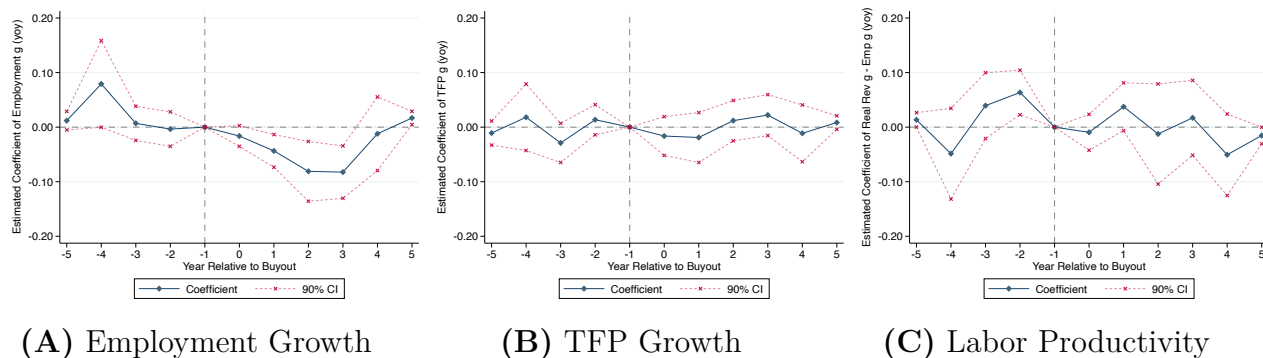 Estimated Coefficient of Employment g (yoy)
0.20
0.10
0.00
-0.10
-0.20
-5 -4 -3 -2 -1 0 1 2 3 4 5
Year Relative to Buyout
Coefficient 90% CI
(A) Employment Growth
Estimated Coefficient of TFP g (yoy)
0.20
0.10
0.00
-0.10
-0.20
-5 -4 -3 -2 -1 0 1 2 3 4 5
Year Relative to Buyout
Coefficient 90% CI
(B) TFP Growth
Estimated Coefficient of Real Rev g - Emp g (yoy)
0.20
0.10
0.00
-0.10
-0.20
-5 -4 -3 -2 -1 0 1 2 3 4 5
Year Relative to Buyout
Coefficient 90% CI
(C) Labor Productivity